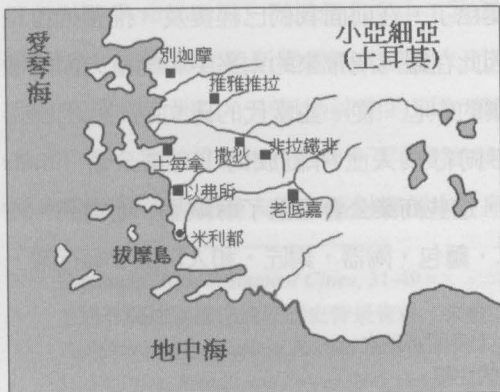 愛琴海
小亞細亞
(土耳其)
別迦摩
推雅推拉
撒狄
非拉鐵非
士每拿
以弗所
老底嘉
米利都
拔摩島
地中海